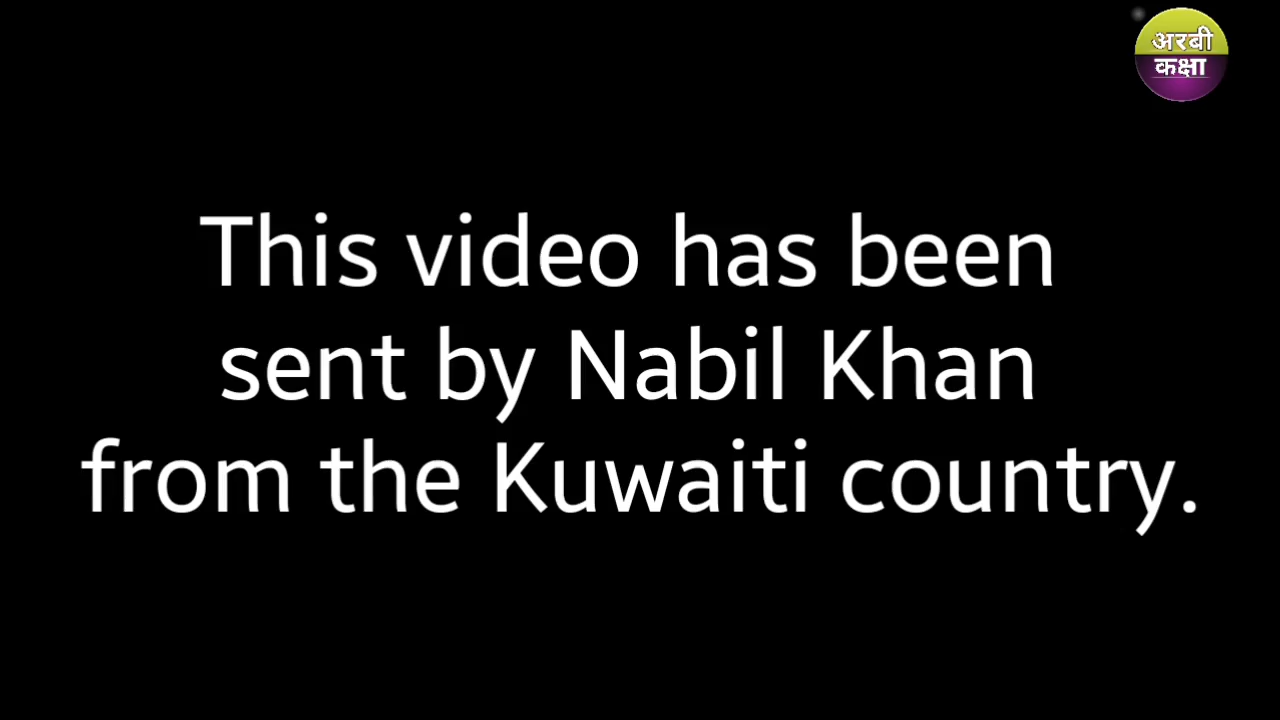 अरबी
कक्षा
This video has been
sent by Nabil Khan
from the Kuwaiti country.